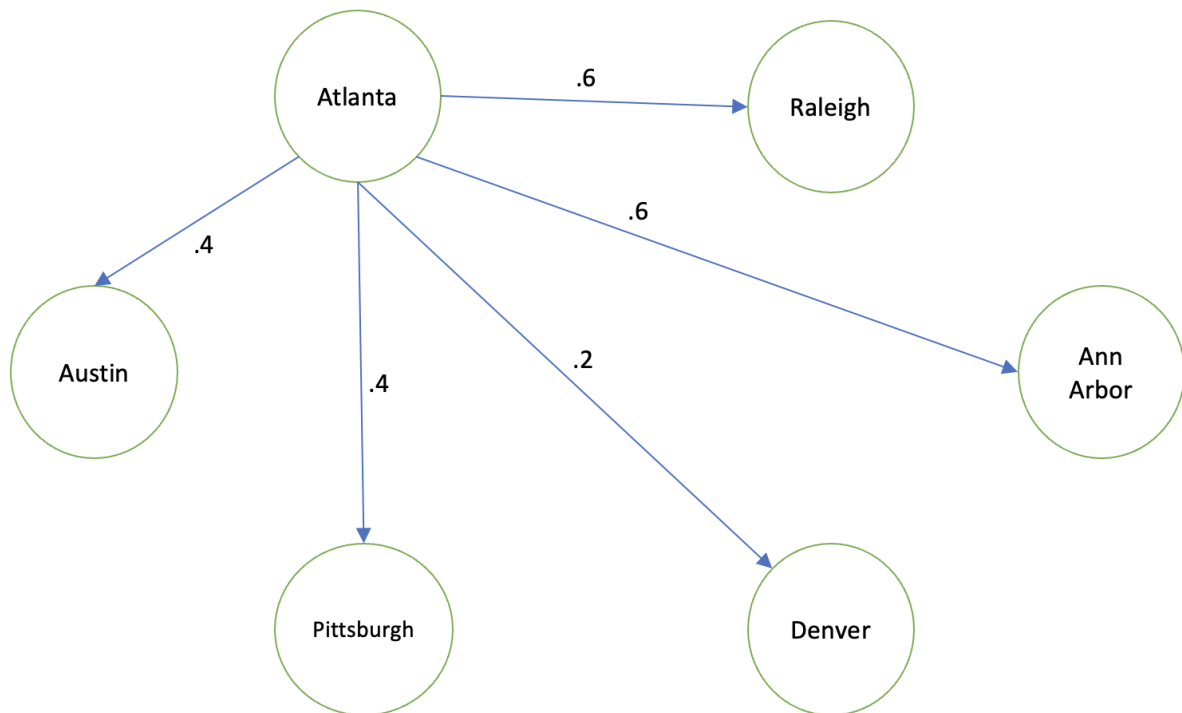 Atlanta
.6
Raleigh
.6
.4
Austin
.4
.2
Ann
Arbor
Pittsburgh
Denver